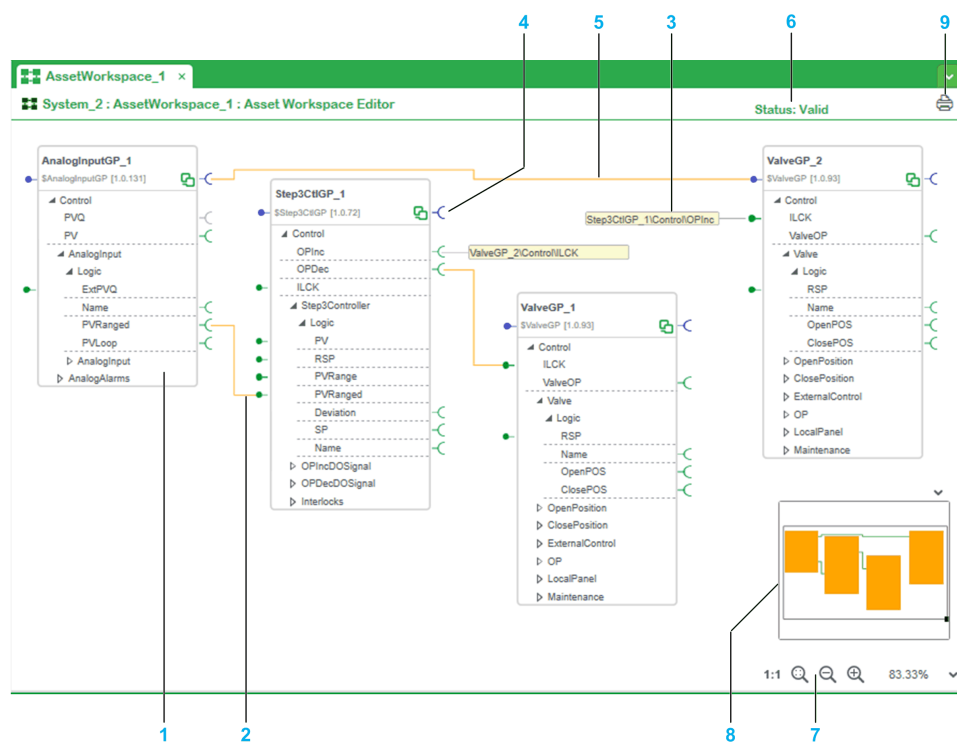 4 5 3 6 9
AssetWorkspace_1 ×
System_2 : AssetWorkspace_1 : Asset Workspace Editor
Status: Valid
AnalogInputGP_1
$AnalogInputGP [1.0.131]
Control
PVQ
PV
AnalogInput
Logic
ExtPVQ
Name
PVRanged
PVLoop
AnalogInput
AnalogAlarms
Step3CtlGP_1
$Step3CtlGP [1.0.72]
Control
OPInc
OPDec
ILCK
Step3Controller
Logic
PV
RSP
PVRange
PVRanged
Deviation
SP
Name
OPIncDOSignal
OPDecDOSignal
Interlocks
ValveGP_2\Control\ILCK
Step3CtlGP_1\Control\OPInc
ValveGP_1
$ValveGP [1.0.93]
Control
ILCK
ValveOP
Valve
Logic
RSP
Name
OpenPOS
ClosePOS
OpenPosition
ClosePosition
ExternalControl
OP
LocalPanel
Maintenance
ValveGP_2
$ValveGP [1.0.93]
Control
ILCK
ValveOP
Valve
Logic
RSP
Name
OpenPOS
ClosePOS
OpenPosition
ClosePosition
ExternalControl
OP
LocalPanel
Maintenance
1:1 83.33%
1 2 8 7